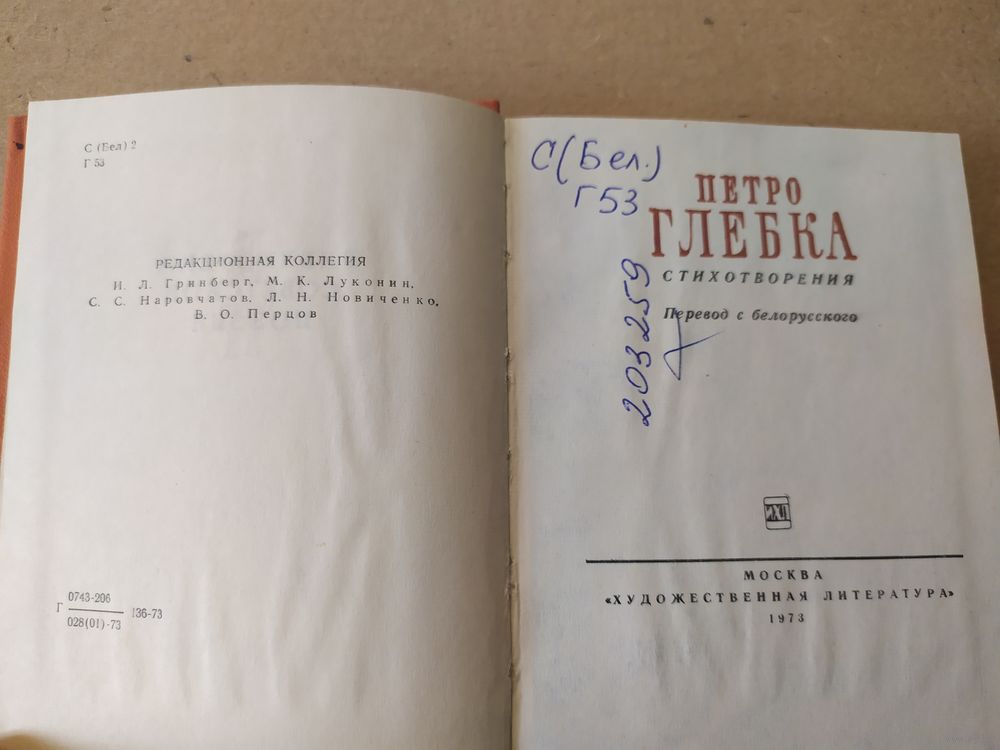 С (Бел) 2
Г 53
РЕДАКЦИОННАЯ КОЛЛЕГИЯ
И. Л. Гринберг, М. К. Луконин,
С. С. Наровчатов, Л. Н. Новиченко,
В. О. Перцов
Г 0743-206
028(01)-73 136-73
С(Бел.)
Г53
ПЕТРО
ГЛЕБКА
СТИХОТВОРЕНИЯ
Перевод с белорусского
203259
МОСКВА
«ХУДОЖЕСТВЕННАЯ ЛИТЕРАТУРА»
1973